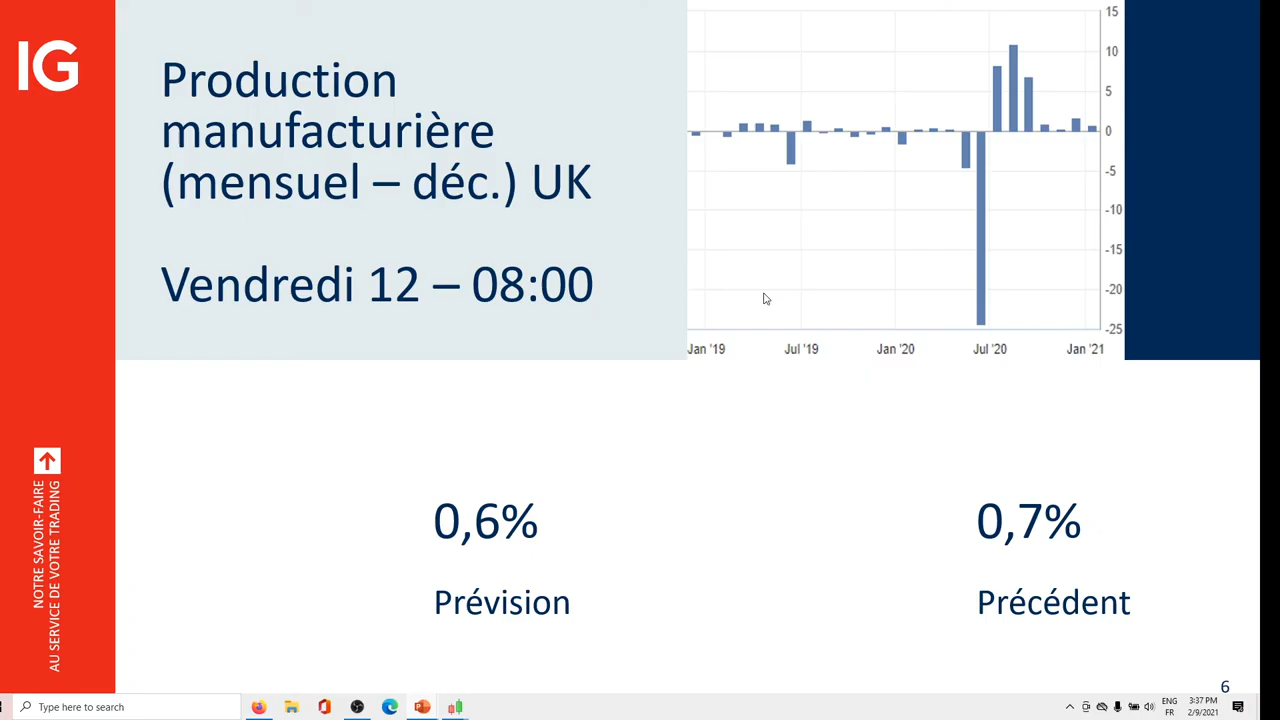 IG
Production
manufacturière
(mensuel – déc.) UK
Vendredi 12 – 08:00
15
10
5
0
-5
-10
-15
-20
-25
Jan '19
Jul '19
Jan '20
Jul '20
Jan '21
NOTRE SAVOIR-FAIRE
AU SERVICE DE VOTRE TRADING
0,6%
Prévision
0,7%
Précédent
6
Type here to search
ENG
FR
3:37 PM
2/9/2021